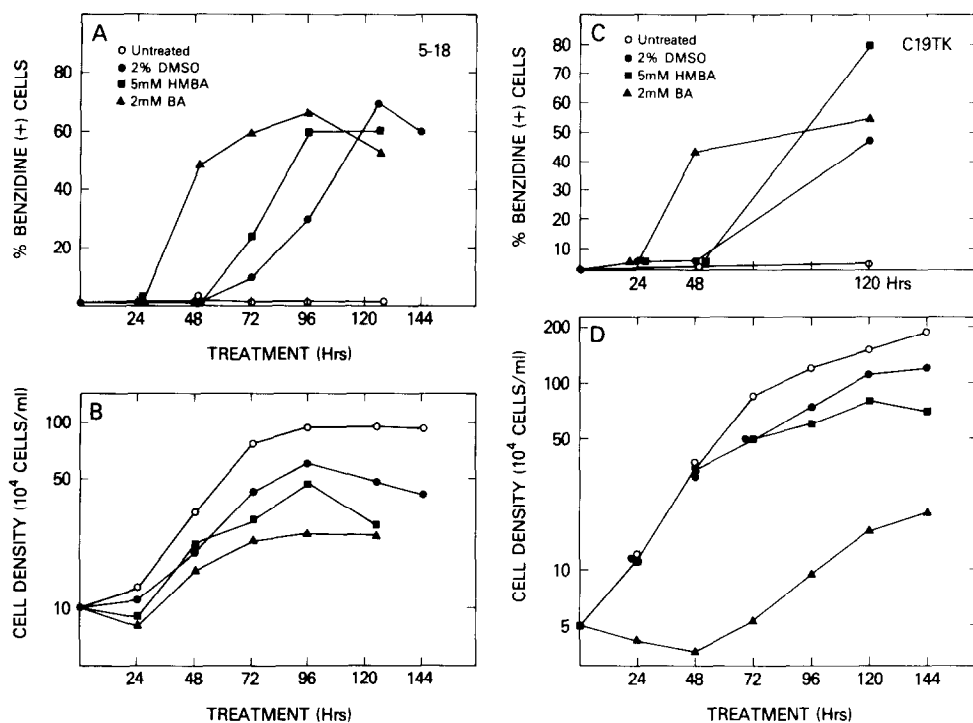 A
5-18
Untreated
2% DMSO
5mM HMBA
2mM BA
% BENZIDINE (+) CELLS
80
60
40
20
24
48
72
96
120
144
TREATMENT (Hrs)
B
CELL DENSITY (10⁴ CELLS/ml)
100
50
10
24
48
72
96
120
144
TREATMENT (Hrs)
C
C19TK
Untreated
2% DMSO
5mM HMBA
2mM BA
% BENZIDINE (+) CELLS
80
70
60
50
40
30
20
10
24
48
120 Hrs
D
CELL DENSITY (10⁴ CELLS/ml)
200
100
50
10
5
24
48
72
96
120
144
TREATMENT (Hrs)